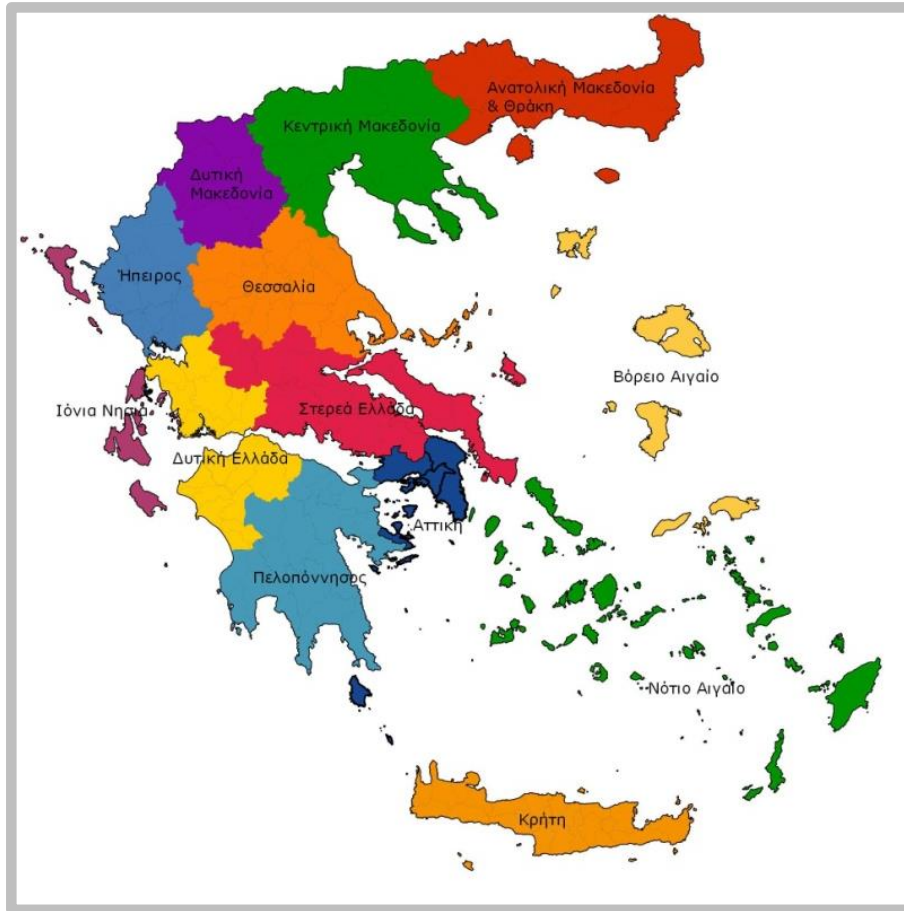 Ανατολική Μακεδονία
& Θράκη
Κεντρική Μακεδονία
Δυτική
Μακεδονία
Ήπειρος
Θεσσαλία
Βόρειο Αιγαίο
Ιόνια Νησιά
Στερεά Ελλάδα
Δυτική Ελλάδα
Αττική
Πελοπόννησος
Νότιο Αιγαίο
Κρήτη